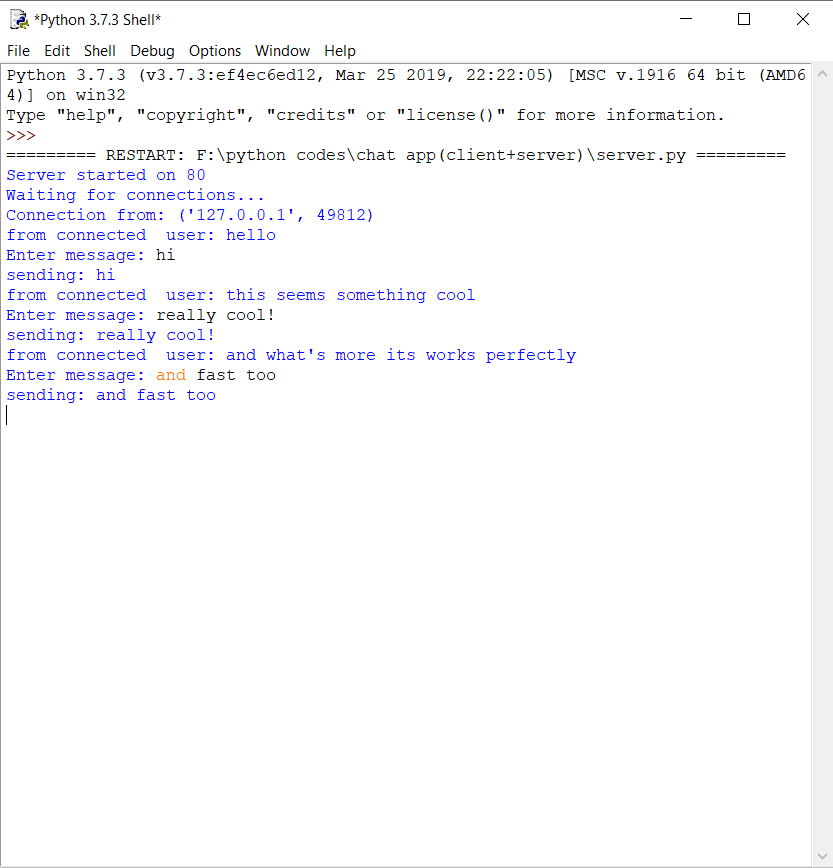 *Python 3.7.3 Shell*
File Edit Shell Debug Options Window Help
Python 3.7.3 (v3.7.3:ef4ec6ed12, Mar 25 2019, 22:22:05) [MSC v.1916 64 bit (AMD6
4)] on win32
Type "help", "copyright", "credits" or "license()" for more information.
>>>
========= RESTART: F:\python codes\chat app(client+server)\server.py =========
Server started on 80
Waiting for connections...
Connection from: ('127.0.0.1', 49812)
from connected  user: hello
Enter message: hi
sending: hi
from connected  user: this seems something cool
Enter message: really cool!
sending: really cool!
from connected  user: and what's more its works perfectly
Enter message: and fast too
sending: and fast too